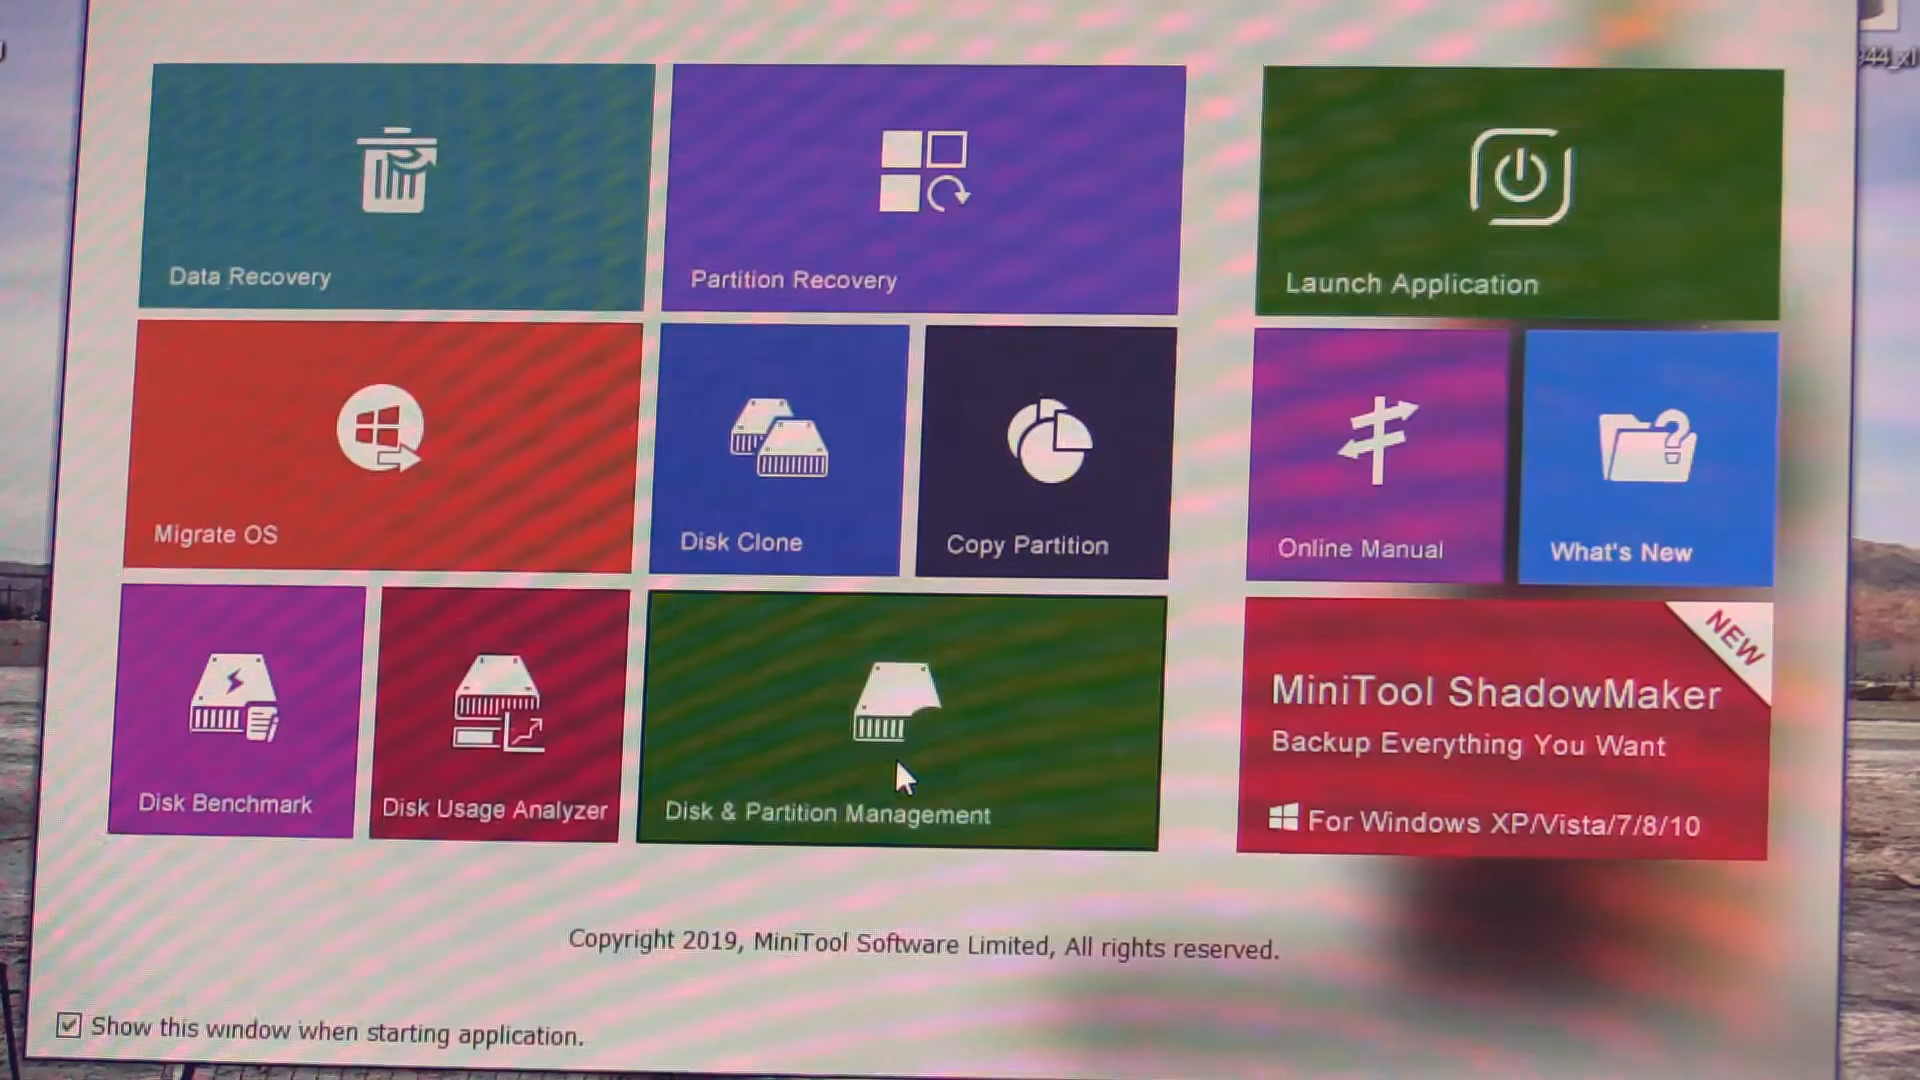 Data Recovery
Partition Recovery
Launch Application
Migrate OS
Disk Clone
Copy Partition
Online Manual
What's New
Disk Benchmark
Disk Usage Analyzer
Disk & Partition Management
NEW
MiniTool ShadowMaker
Backup Everything You Want
For Windows XP/Vista/7/8/10
Copyright 2019, MiniTool Software Limited, All rights reserved.
Show this window when starting application.